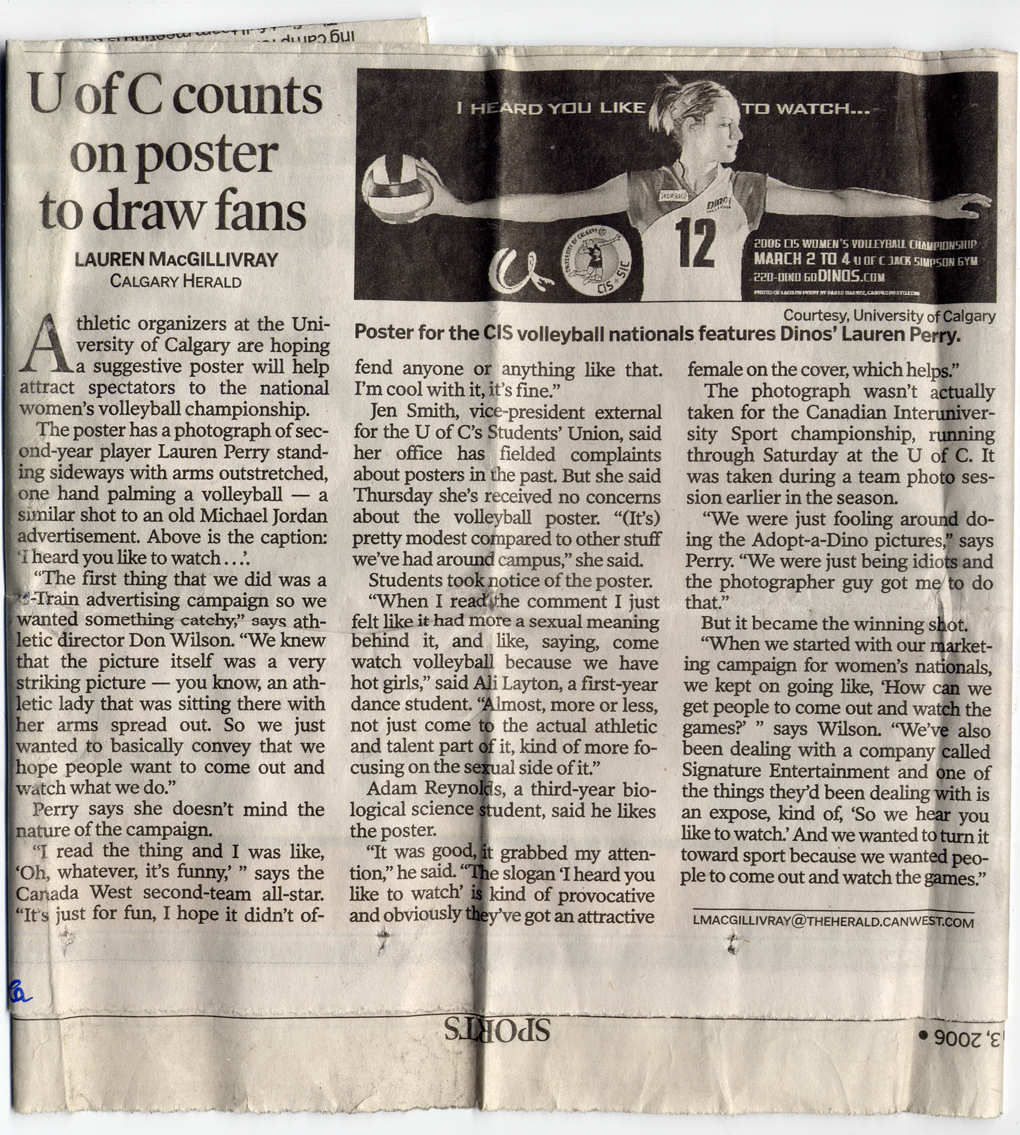 ing camp
U of C counts
on poster
to draw fans
LAUREN MACGILLIVRAY
CALGARY HERALD
I HEARD YOU LIKE TO WATCH...
DINOS
12
UNIVERSITY OF CALGARY
CIS • SIC
2006 CIS WOMEN'S VOLLEYBALL CHAMPIONSHIP
MARCH 2 TO 4 U OF C JACK SIMPSON GYM
220-DINO GODINOS.COM
Courtesy, University of Calgary
Poster for the CIS volleyball nationals features Dinos' Lauren Perry.
Athletic organizers at the Uni-
versity of Calgary are hoping
a suggestive poster will help
attract spectators to the national
women's volleyball championship.
The poster has a photograph of sec-
ond-year player Lauren Perry stand-
ing sideways with arms outstretched,
one hand palming a volleyball — a
similar shot to an old Michael Jordan
advertisement. Above is the caption:
'I heard you like to watch . . .'.
"The first thing that we did was a
C-Train advertising campaign so we
wanted something catchy," says ath-
letic director Don Wilson. "We knew
that the picture itself was a very
striking picture — you know, an ath-
letic lady that was sitting there with
her arms spread out. So we just
wanted to basically convey that we
hope people want to come out and
watch what we do."
Perry says she doesn't mind the
nature of the campaign.
"I read the thing and I was like,
'Oh, whatever, it's funny,' " says the
Canada West second-team all-star.
"It's just for fun, I hope it didn't of-
fend anyone or anything like that.
I'm cool with it, it's fine."
Jen Smith, vice-president external
for the U of C's Students' Union, said
her office has fielded complaints
about posters in the past. But she said
Thursday she's received no concerns
about the volleyball poster. "(It's)
pretty modest compared to other stuff
we've had around campus," she said.
Students took notice of the poster.
"When I read the comment I just
felt like it had more a sexual meaning
behind it, and like, saying, come
watch volleyball because we have
hot girls," said Ali Layton, a first-year
dance student. "Almost, more or less,
not just come to the actual athletic
and talent part of it, kind of more fo-
cusing on the sexual side of it."
Adam Reynolds, a third-year bio-
logical science student, said he likes
the poster.
"It was good, it grabbed my atten-
tion," he said. "The slogan 'I heard you
like to watch' is kind of provocative
and obviously they've got an attractive
female on the cover, which helps."
The photograph wasn't actually
taken for the Canadian Interuniver-
sity Sport championship, running
through Saturday at the U of C. It
was taken during a team photo ses-
sion earlier in the season.
"We were just fooling around do-
ing the Adopt-a-Dino pictures," says
Perry. "We were just being idiots and
the photographer guy got me to do
that."
But it became the winning shot.
"When we started with our market-
ing campaign for women's nationals,
we kept on going like, 'How can we
get people to come out and watch the
games?' " says Wilson. "We've also
been dealing with a company called
Signature Entertainment and one of
the things they'd been dealing with is
an expose, kind of, 'So we hear you
like to watch.' And we wanted to turn it
toward sport because we wanted peo-
ple to come out and watch the games."
LMACGILLIVRAY@THEHERALD.CANWEST.COM
SPORTS
3, 2006 •